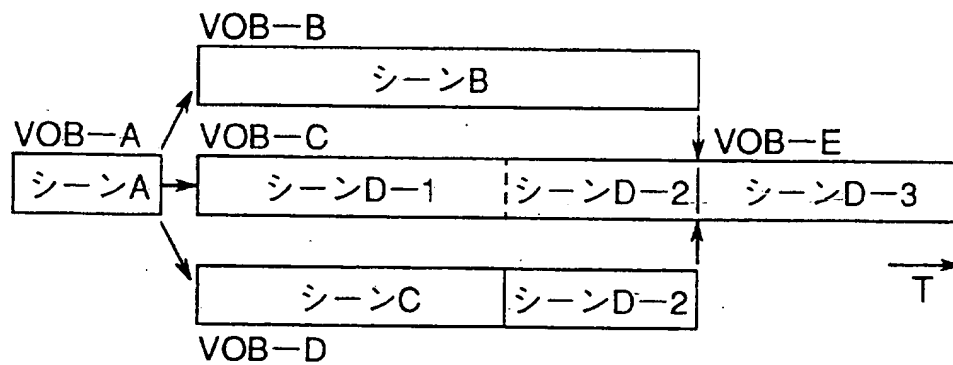 VOB－B
シーンB
VOB－A
VOB－C
VOB－E
シーンA
シーンD－1
シーンD－2
シーンD－3
T
シーンC
シーンD－2
VOB－D